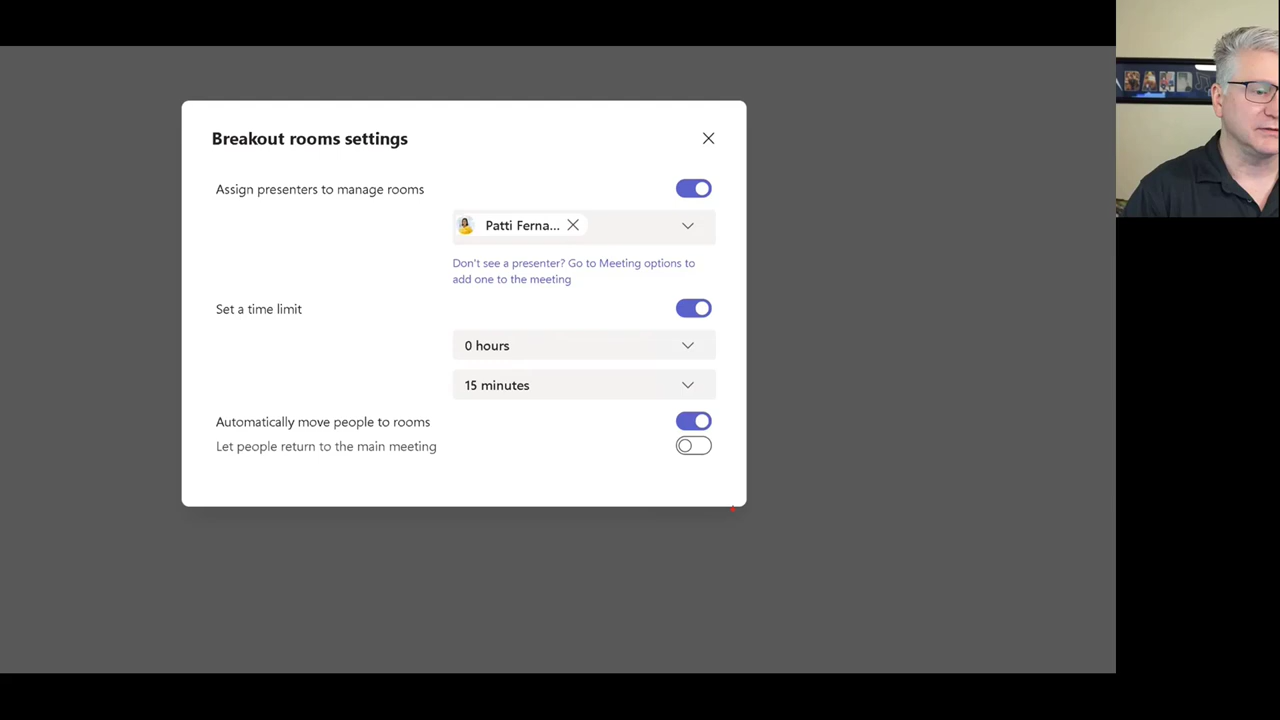 Breakout rooms settings
Assign presenters to manage rooms
Patti Ferna...
Don't see a presenter? Go to Meeting options to
add one to the meeting
Set a time limit
0 hours
15 minutes
Automatically move people to rooms
Let people return to the main meeting